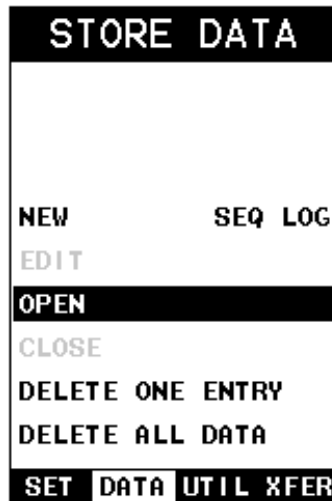 STORE DATA
NEW SEQ LOG
EDIT
OPEN
CLOSE
DELETE ONE ENTRY
DELETE ALL DATA
SET DATA UTIL XFER